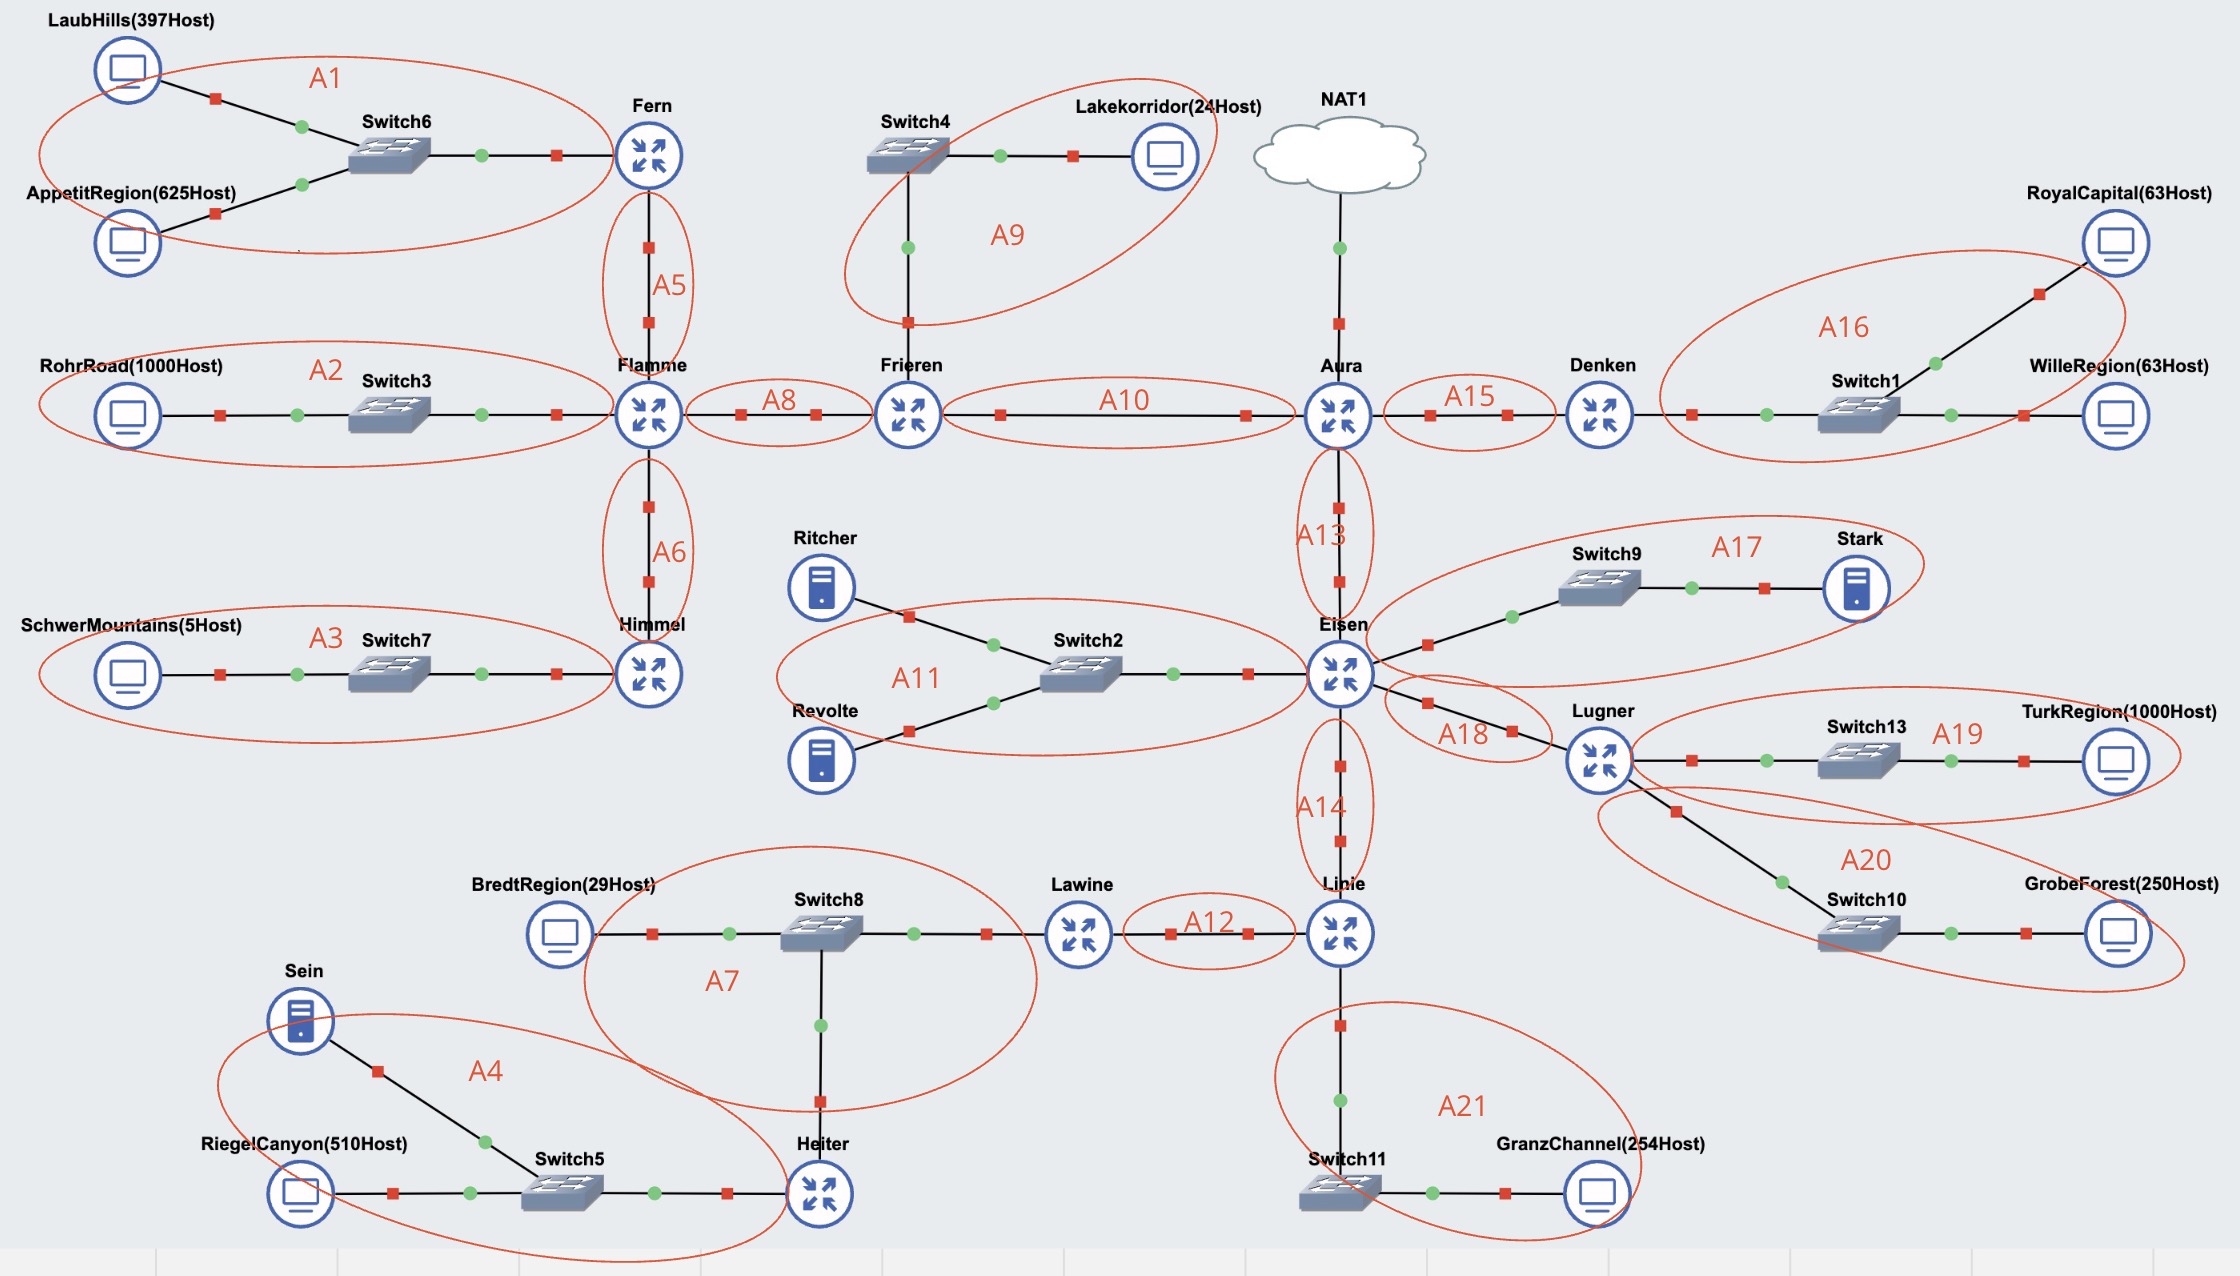 LaubHills(397Host)
A1
Fern
Lakekorridor(24Host)
NAT1
Switch6
Switch4
AppetitRegion(625Host)
RoyalCapital(63Host)
A9
A5
A16
RohrRoad(1000Host)
A2
Flamme
Frieren
Aura
Denken
WilleRegion(63Host)
Switch3
Switch1
A8
A10
A15
Ritcher
A13
A17
Stark
A6
Switch9
SchwerMountains(5Host)
A3
Himmel
Eisen
Switch7
Switch2
A11
Revolte
Lugner
TurkRegion(1000Host)
A18
Switch13
A19
A14
A20
BredtRegion(29Host)
Switch8
Lawine
Linie
GrobeForest(250Host)
Switch10
A12
Sein
A7
A4
A21
RiegelCanyon(510Host)
Heiter
GranzChannel(254Host)
Switch5
Switch11